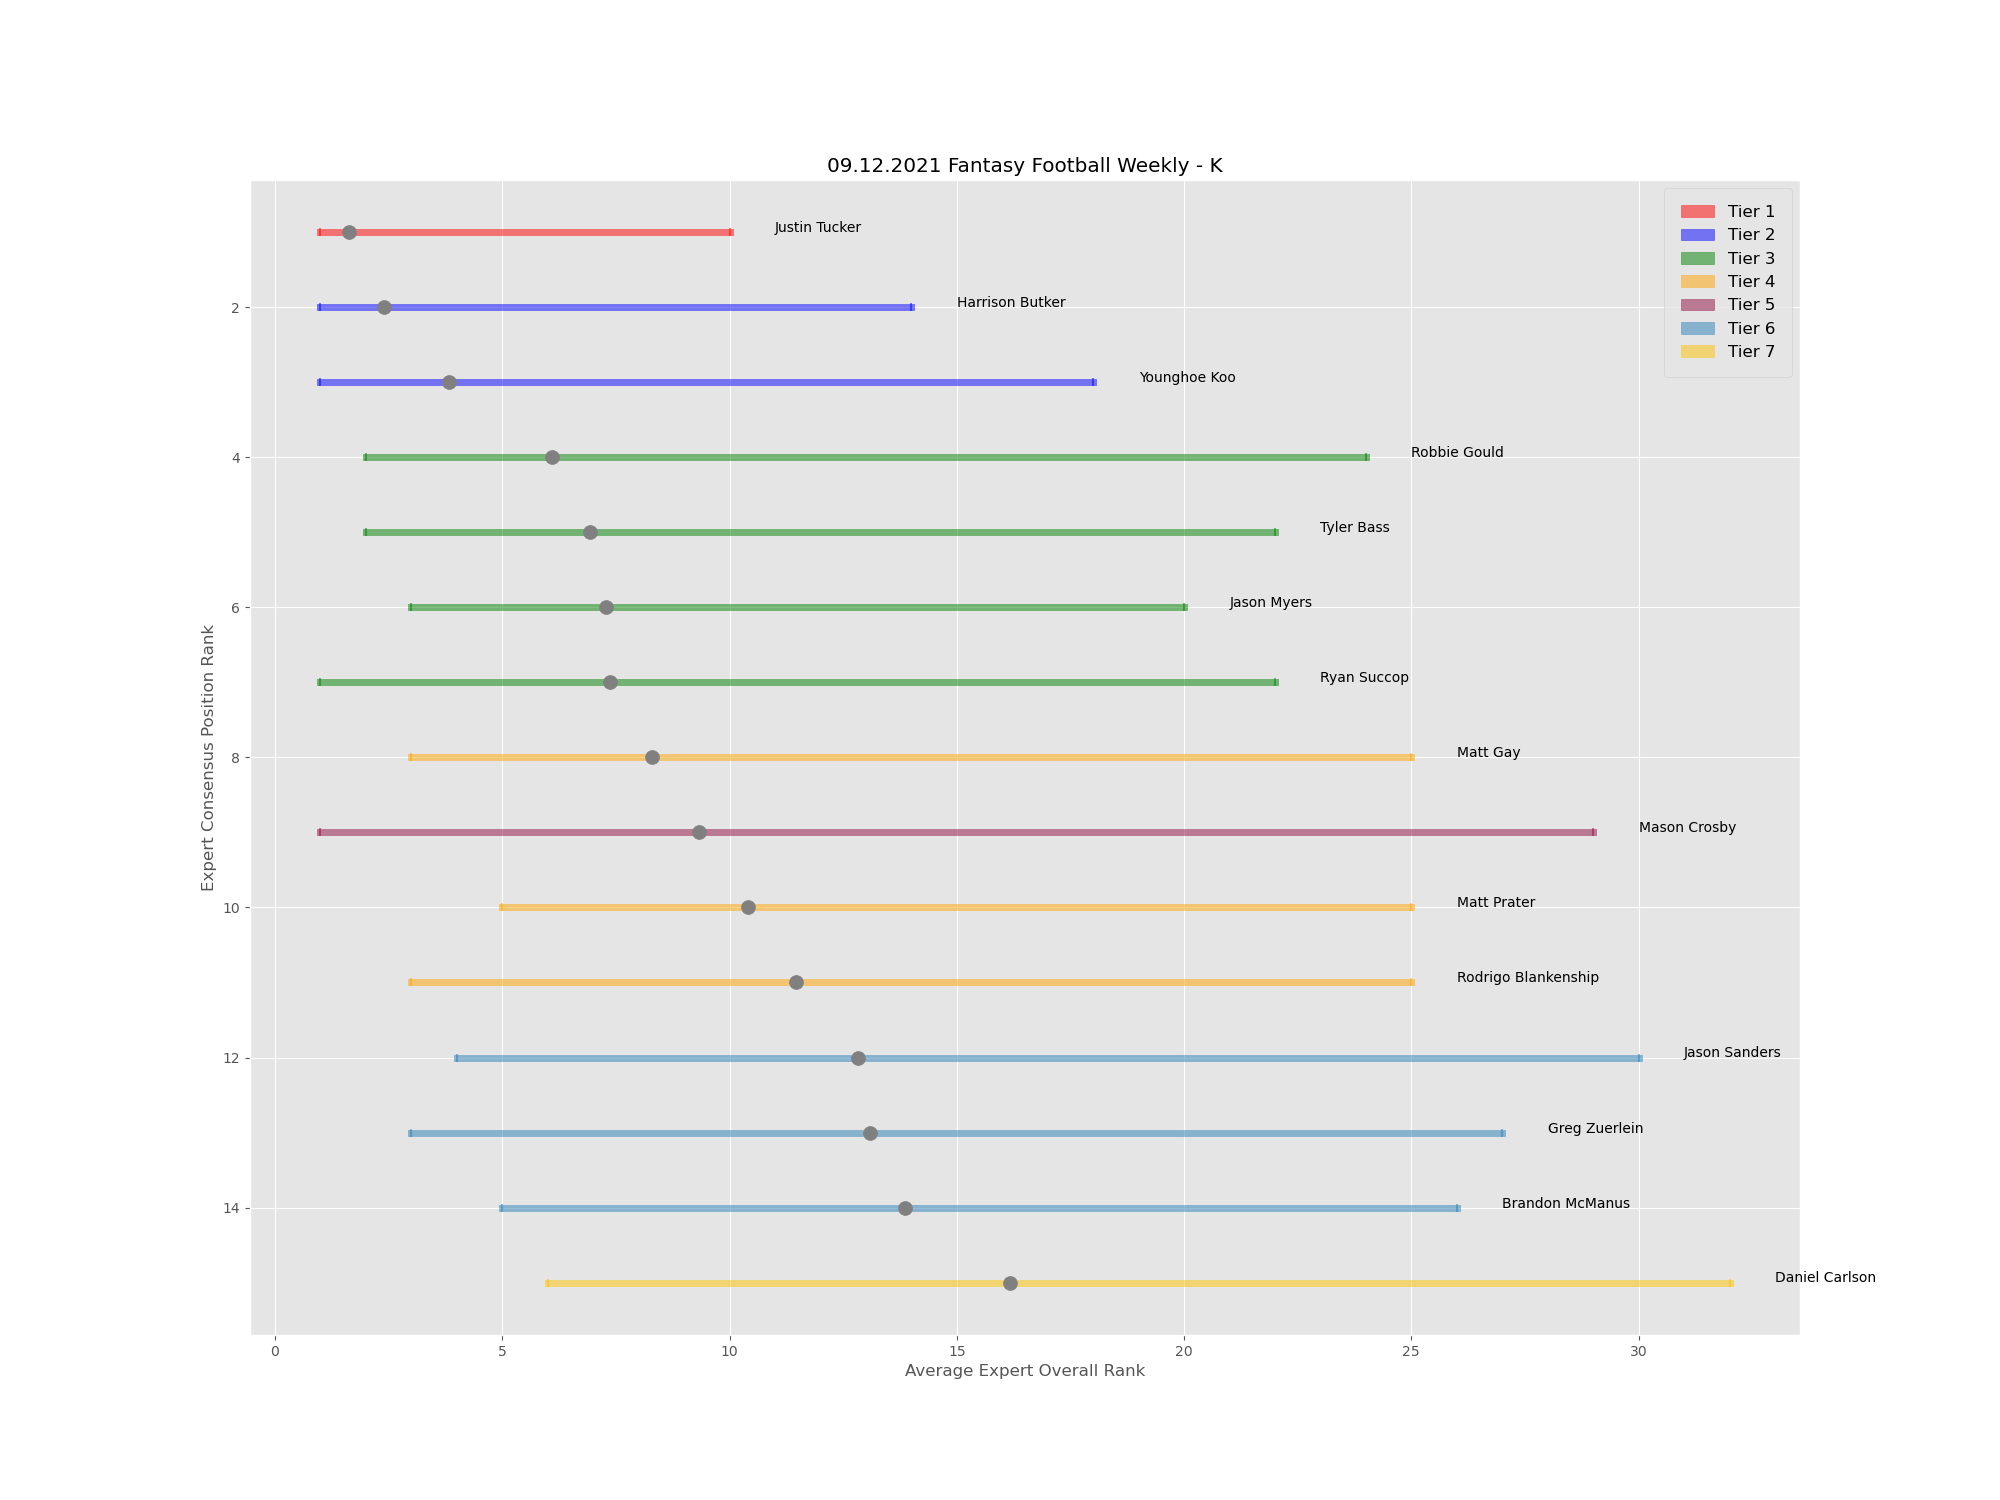 09.12.2021 Fantasy Football Weekly - K
Tier 1
Tier 2
Tier 3
Tier 4
Tier 5
Tier 6
Tier 7
Justin Tucker
Harrison Butker
Younghoe Koo
Robbie Gould
Tyler Bass
Jason Myers
Ryan Succop
Matt Gay
Mason Crosby
Matt Prater
Rodrigo Blankenship
Jason Sanders
Greg Zuerlein
Brandon McManus
Daniel Carlson
Expert Consensus Position Rank
2
4
6
8
10
12
14
0 5 10 15 20 25 30
Average Expert Overall Rank